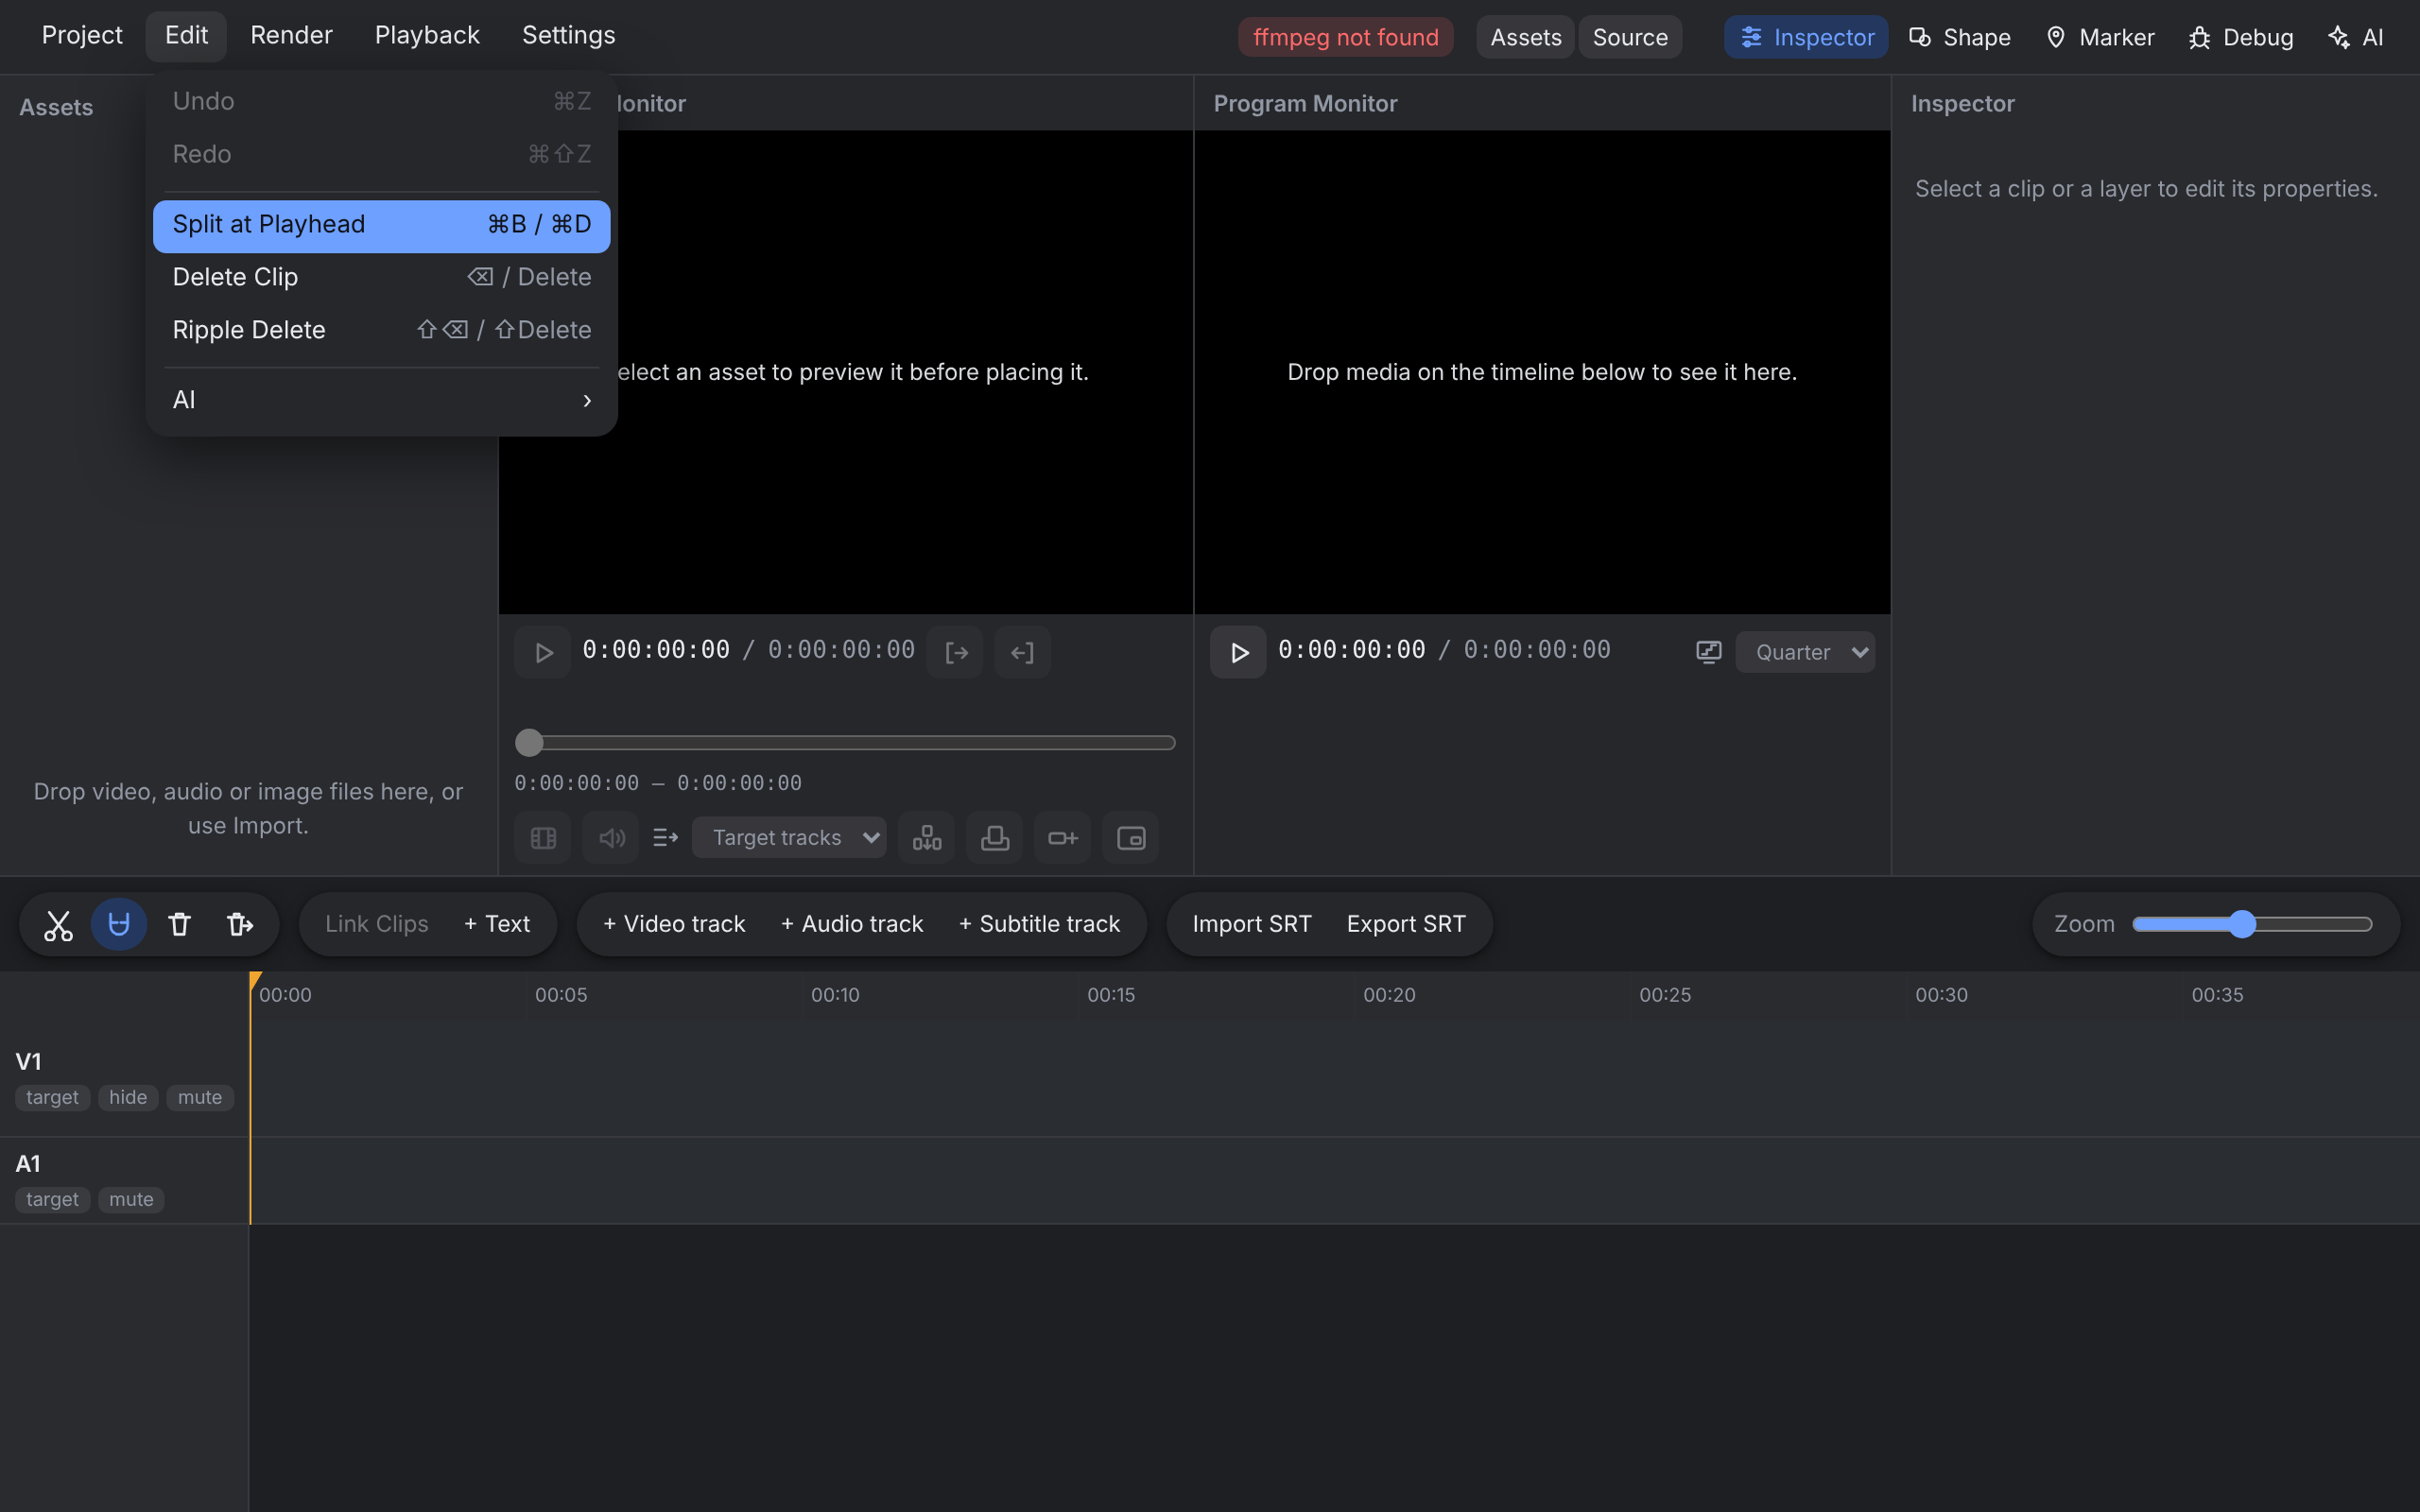 Project Edit Render Playback Settings ffmpeg not found Assets Source Inspector Shape Marker Debug AI
Assets
Undo ⌘Z
Redo ⌘⇧Z
Split at Playhead ⌘B / ⌘D
Delete Clip ⌫ / Delete
Ripple Delete ⇧⌫ / ⇧Delete
AI ›
Program Monitor
Inspector
Select a clip or a layer to edit its properties.
an asset to preview it before placing it.
Drop media on the timeline below to see it here.
0:00:00:00 / 0:00:00:00
0:00:00:00 / 0:00:00:00
Quarter
0:00:00:00 – 0:00:00:00
Drop video, audio or image files here, or
use Import.
Target tracks
Link Clips + Text + Video track + Audio track + Subtitle track Import SRT Export SRT Zoom
00:00 00:05 00:10 00:15 00:20 00:25 00:30 00:35
V1
target hide mute
A1
target mute